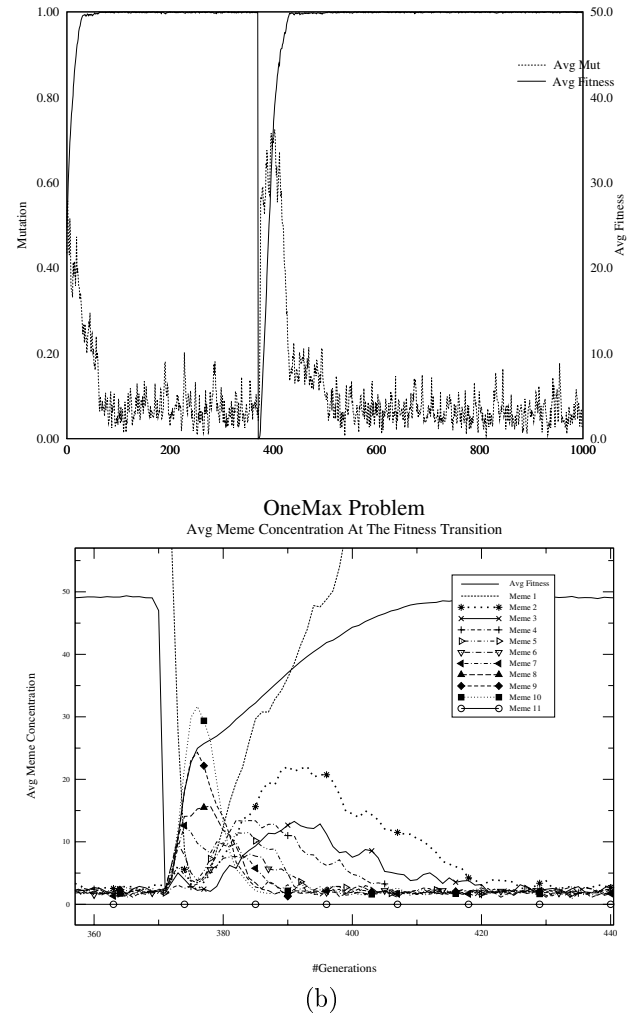 1.00
0.80
0.60
0.40
0.20
0.00
Mutation
50.0
40.0
30.0
20.0
10.0
0.0
Avg Fitness
Avg Mut
Avg Fitness
0
200
400
600
800
1000
OneMax Problem
Avg Meme Concentration At The Fitness Transition
50
40
30
20
10
0
Avg Meme Concentration
Avg Fitness
Meme 1
Meme 2
Meme 3
Meme 4
Meme 5
Meme 6
Meme 7
Meme 8
Meme 9
Meme 10
Meme 11
360
380
400
420
440
#Generations
(b)